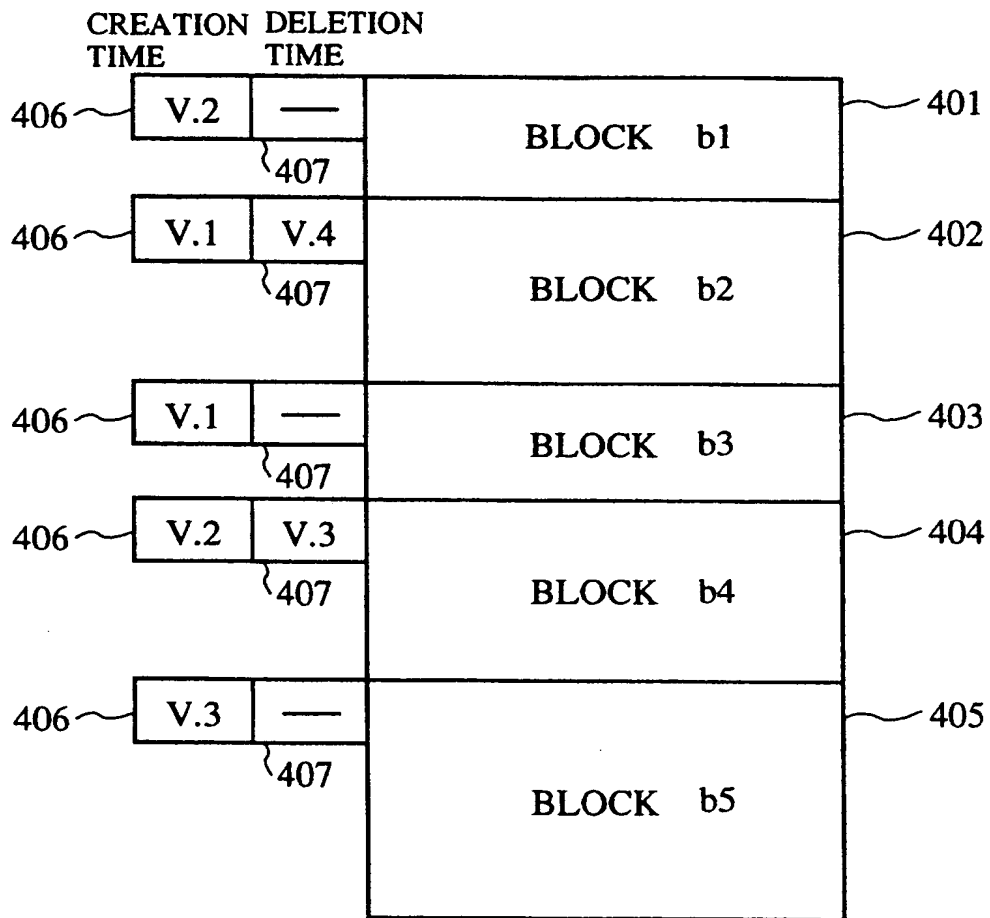 CREATION TIME
DELETION TIME
406
V.2
—
407
BLOCK b1
401
406
V.1
V.4
407
BLOCK b2
402
406
V.1
—
407
BLOCK b3
403
406
V.2
V.3
407
BLOCK b4
404
406
V.3
—
407
BLOCK b5
405